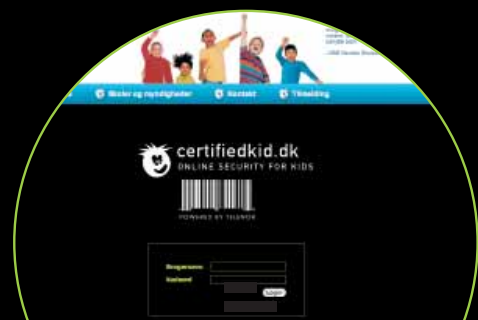 Skoler og myndigheder Kontakt Tilmelding
certifiedkid.dk
ONLINE SECURITY FOR KIDS
POWERED BY TELENOR
Brugernavn
Kodeord
Login